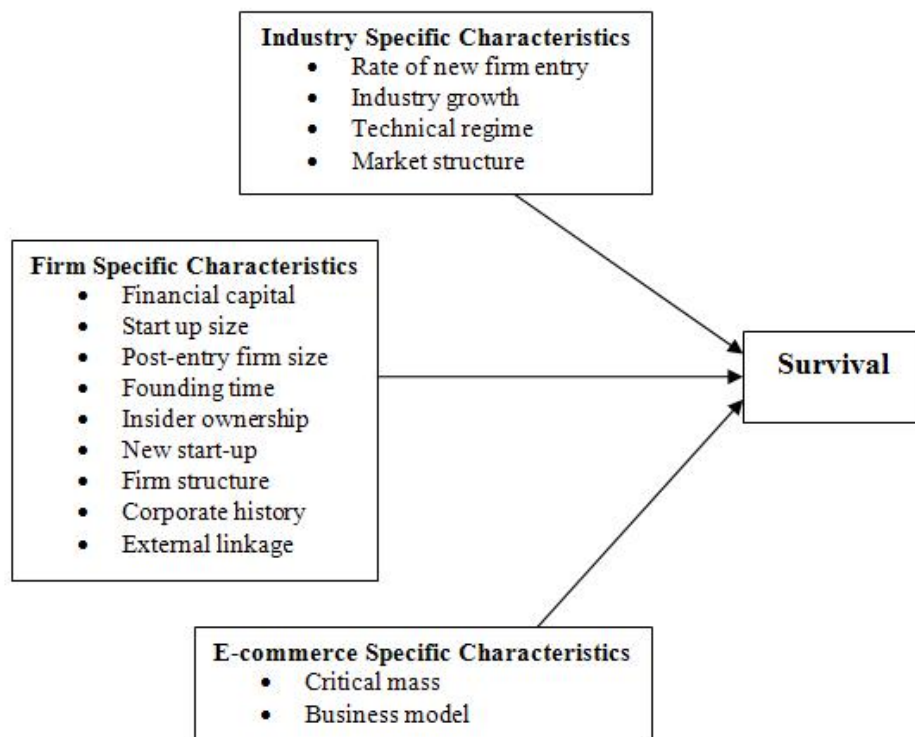 Industry Specific Characteristics
• Rate of new firm entry
• Industry growth
• Technical regime
• Market structure
Firm Specific Characteristics
• Financial capital
• Start up size
• Post-entry firm size
• Founding time
• Insider ownership
• New start-up
• Firm structure
• Corporate history
• External linkage
Survival
E-commerce Specific Characteristics
• Critical mass
• Business model